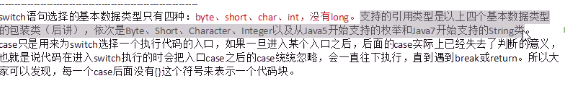 switch语句选择的基本数据类型只有四种：byte、short、char、int，没有long。支持的引用类型是以上四个基本数据类型
的包装类（后讲），依次是Byte、Short、Character、Integer以及从Java5开始支持的枚举和Java7开始支持的String类。
case只是用来为switch选择一个执行代码的入口，如果一旦进入某个入口之后，后面的case实际上已经失去了判断的意义，
也就是说代码在进入switch执行的时候会把入口case之后的case统统忽略，会一直往下执行，直到遇到break或return。所以大
家可以发现，每一个case后面没有{}这个符号来表示一个代码块。